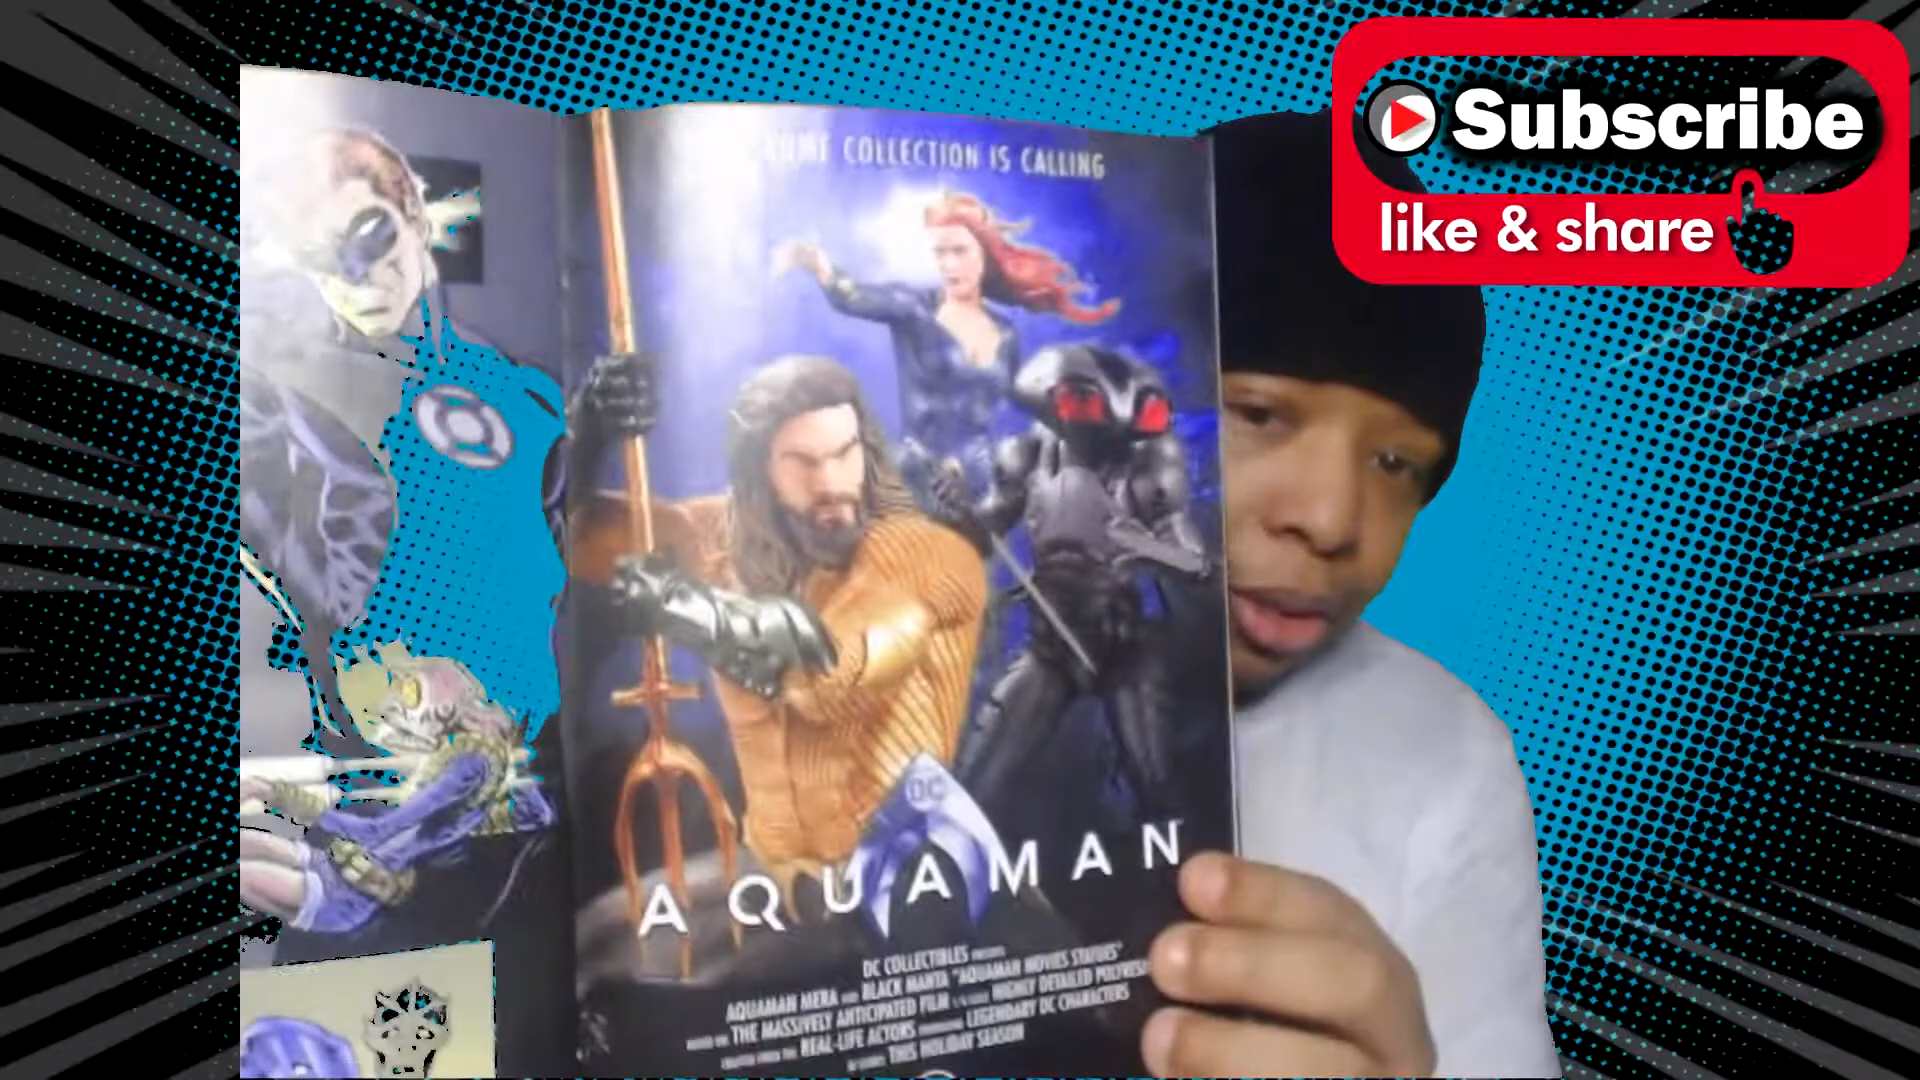 Subscribe
like & share
COLLECTION IS CALLING
DC
AQUAMAN
DC COLLECTIBLES
AQUAMAN MERA AND BLACK MANTA "AQUAMAN MOVIES STATUES"
THE MASSIVELY ANTICIPATED FILM HIGHLY DETAILED
REAL-LIFE ACTORS LEGENDARY DC CHARACTERS
THIS HOLIDAY SEASON